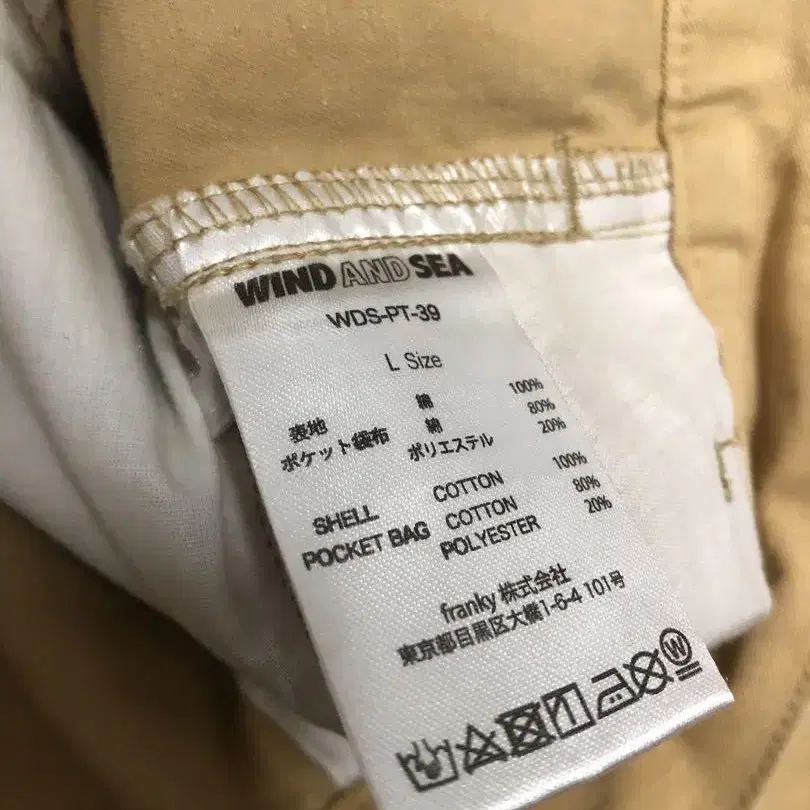 WIND AND SEA
WDS-PT-39
L Size
表地 綿 100%
ポケット袋布 綿 80%
ポリエステル 20%
SHELL COTTON 100%
POCKET BAG COTTON 80%
POLYESTER 20%
franky 株式会社
東京都目黒区大橋1-6-4 101号
W